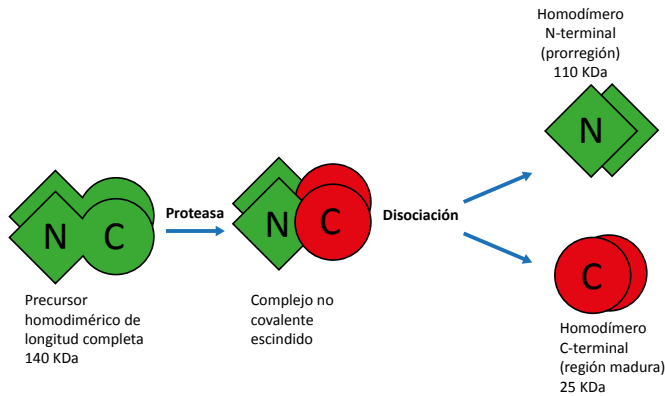 Homodímero
N-terminal
(prorregión)
110 KDa
N
N
C
Proteasa
N
C
Disociación
Precursor
homodimérico de
longitud completa
140 KDa
Complejo no
covalente
escindido
C
Homodímero
C-terminal
(región madura)
25 KDa